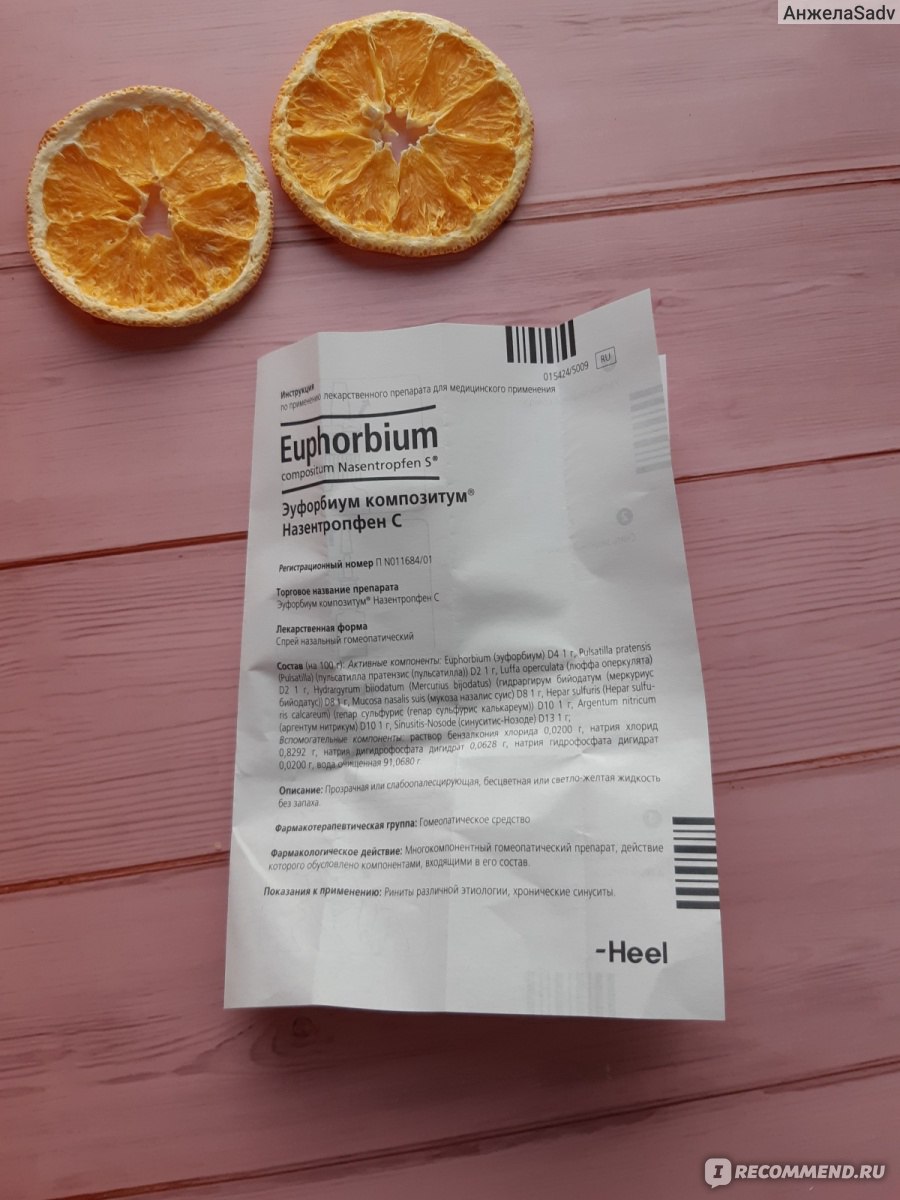 АнжелаSadv
015424/5009
RU
Инструкция
по применению лекарственного препарата для медицинского применения
Euphorbium
compositum Nasentropfen S®
Эуфорбиум композитум®
Назентропфен С
Регистрационный номер П N011684/01
Торговое название препарата
Эуфорбиум композитум® Назентропфен С
Лекарственная форма
Спрей назальный гомеопатический
Состав (на 100 г): Активные компоненты: Euphorbium (эуфорбиум) D4 1 г, Pulsatilla pratensis
(Pulsatilla) (пульсатилла пратензис (пульсатилла)) D2 1 г, Luffa operculata (люффа оперкулята)
D2 1 г, Hydrargyrum biiodatum (Mercurius bijodatus) (гидраргирум бийодатум (меркуриус
бийодатус)) D8 1 г, Mucosa nasalis suis (мукоза назалис суис) D8 1 г, Hepar sulfuris (Hepar sulfu-
ris calcareum) (гепар сульфурис (гепар сульфурис калькареум)) D10 1 г, Argentum nitricum
(аргентум нитрикум) D10 1 г, Sinusitis-Nosode (синуситис-Нозоде) D13 1 г;
Вспомогательные компоненты: раствор бензалкония хлорида 0,0200 г, натрия хлорид
0,8292 г, натрия дигидрофосфата дигидрат 0,0628 г, натрия гидрофосфата дигидрат
0,0200 г, вода очищенная 91,0680 г
Описание: Прозрачная или слабоопалесцирующая, бесцветная или светло-желтая жидкость
без запаха.
Фармакотерапевтическая группа: Гомеопатическое средство
Фармакологическое действие: Многокомпонентный гомеопатический препарат, действие
которого обусловлено компонентами, входящими в его состав.
Показания к применению: Риниты различной этиологии, хронические синуситы.
-Heel
IRECOMMEND.RU